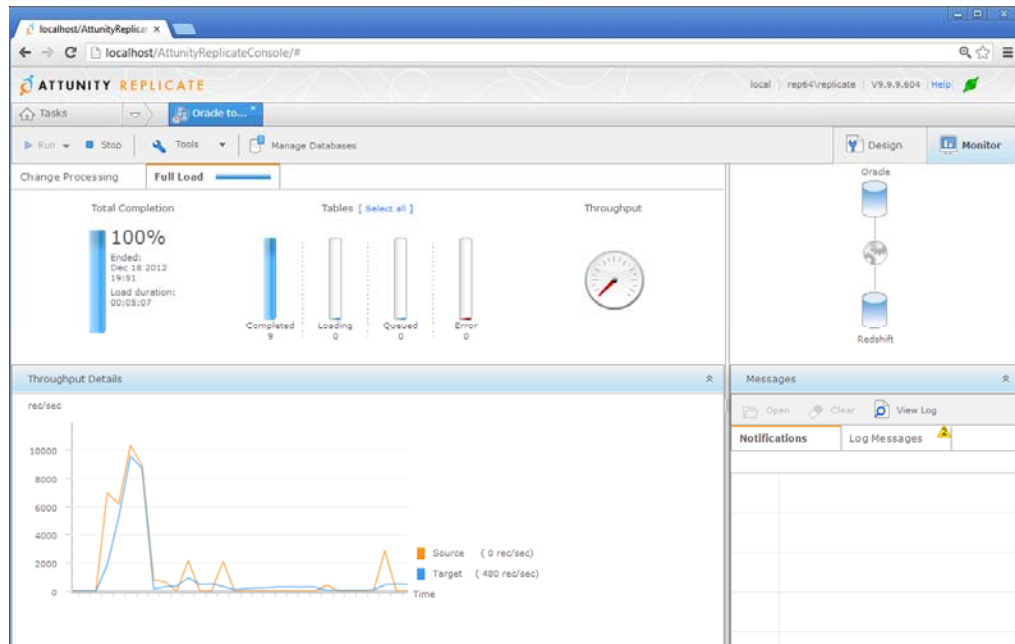 localhost/AttunityReplicat
localhost/AttunityReplicateConsole/#
ATTUNITY REPLICATE
local rep64\replicate V9.9.9.604 Help
Tasks
Oracle to...
Run Stop Tools Manage Databases
Design Monitor
Change Processing Full Load
Total Completion
100%
Ended:
Dec 18 2012
19:51
Load duration:
00:05:07
Tables [ Select all ]
Completed Loading Queued Error
9 0 0 0
Throughput
Oracle
Redshift
Throughput Details
rec/sec
10000
8000
6000
4000
2000
0
Source ( 0 rec/sec)
Target ( 480 rec/sec)
Time
Messages
Open Clear View Log
Notifications Log Messages 2